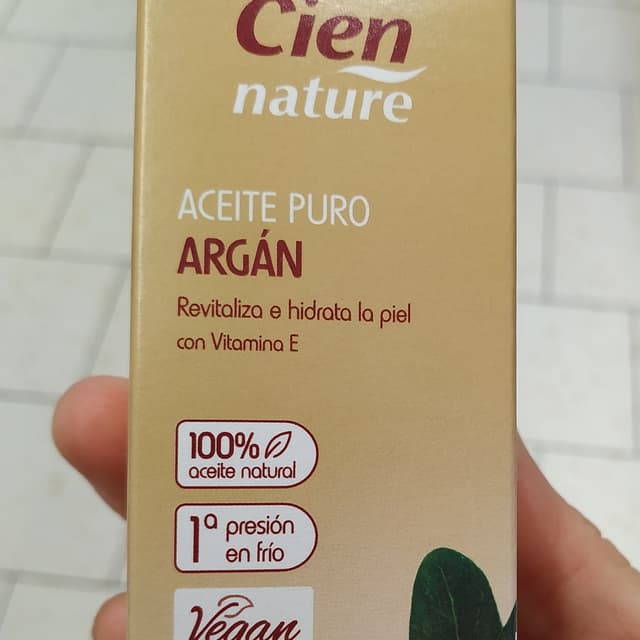 Cien
nature
ACEITE PURO
ARGÁN
Revitaliza e hidrata la piel
con Vitamina E
100%
aceite natural
1ª presión
en frío
Vegan